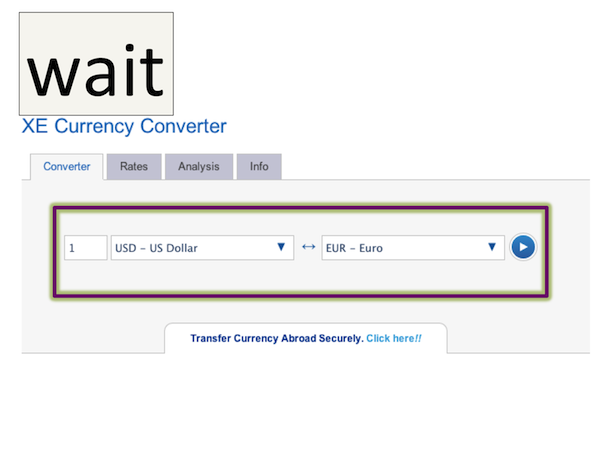 wait
XE Currency Converter
Converter Rates Analysis Info
1 USD – US Dollar ▼ ↔ EUR – Euro ▼
Transfer Currency Abroad Securely. Click here!!